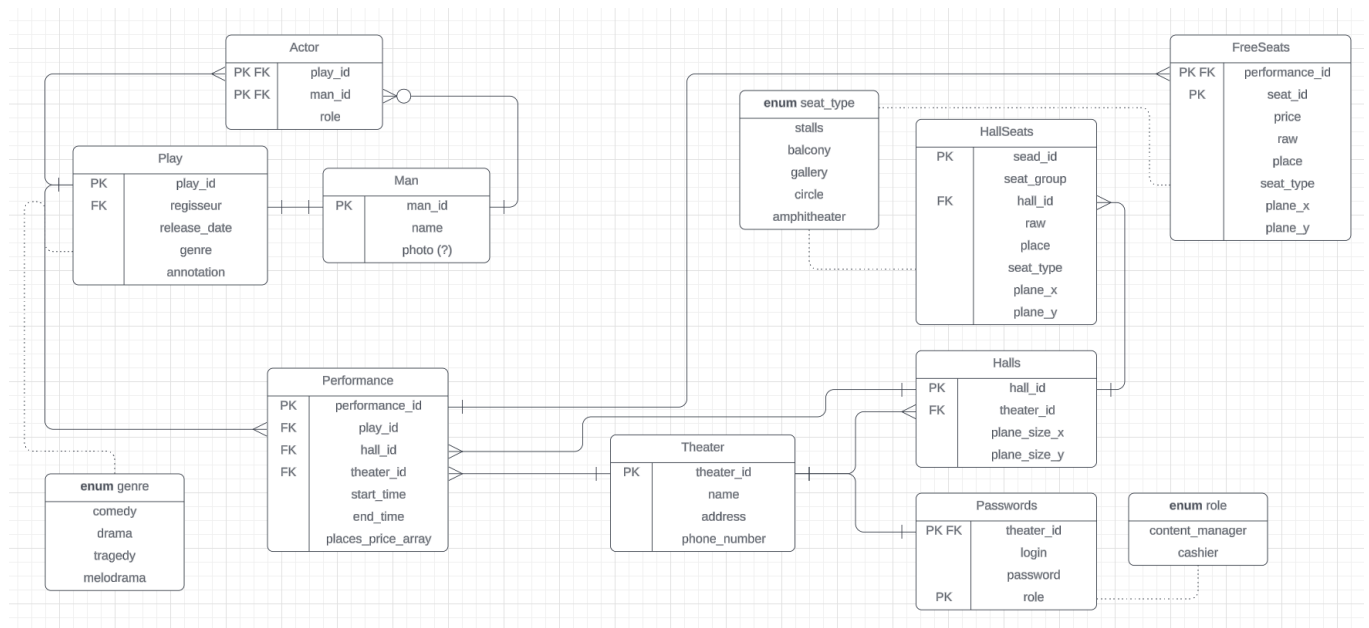 Actor
PK FK play_id
PK FK man_id
role
Play
PK play_id
FK regisseur
release_date
genre
annotation
Man
PK man_id
name
photo (?)
enum seat_type
stalls
balcony
gallery
circle
amphitheater
HallSeats
PK sead_id
seat_group
FK hall_id
raw
place
seat_type
plane_x
plane_y
FreeSeats
PK FK performance_id
PK seat_id
price
raw
place
seat_type
plane_x
plane_y
Performance
PK performance_id
FK play_id
FK hall_id
FK theater_id
start_time
end_time
places_price_array
Halls
PK hall_id
FK theater_id
plane_size_x
plane_size_y
Theater
PK theater_id
name
address
phone_number
enum genre
comedy
drama
tragedy
melodrama
Passwords
PK FK theater_id
login
password
PK role
enum role
content_manager
cashier